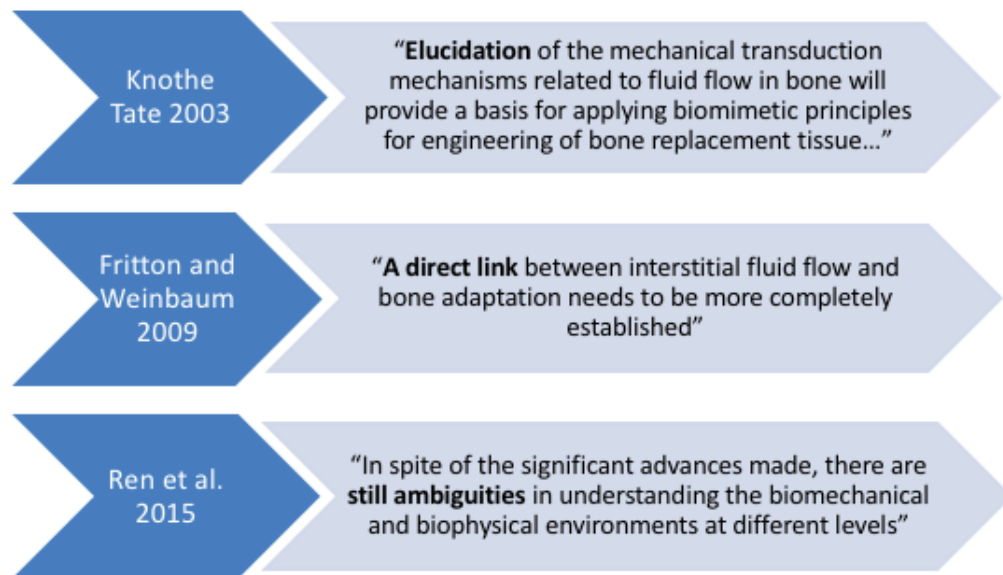 Knothe
Tate 2003
“Elucidation of the mechanical transduction
mechanisms related to fluid flow in bone will
provide a basis for applying biomimetic principles
for engineering of bone replacement tissue…”
Fritton and
Weinbaum
2009
“A direct link between interstitial fluid flow and
bone adaptation needs to be more completely
established”
Ren et al.
2015
“In spite of the significant advances made, there are
still ambiguities in understanding the biomechanical
and biophysical environments at different levels”